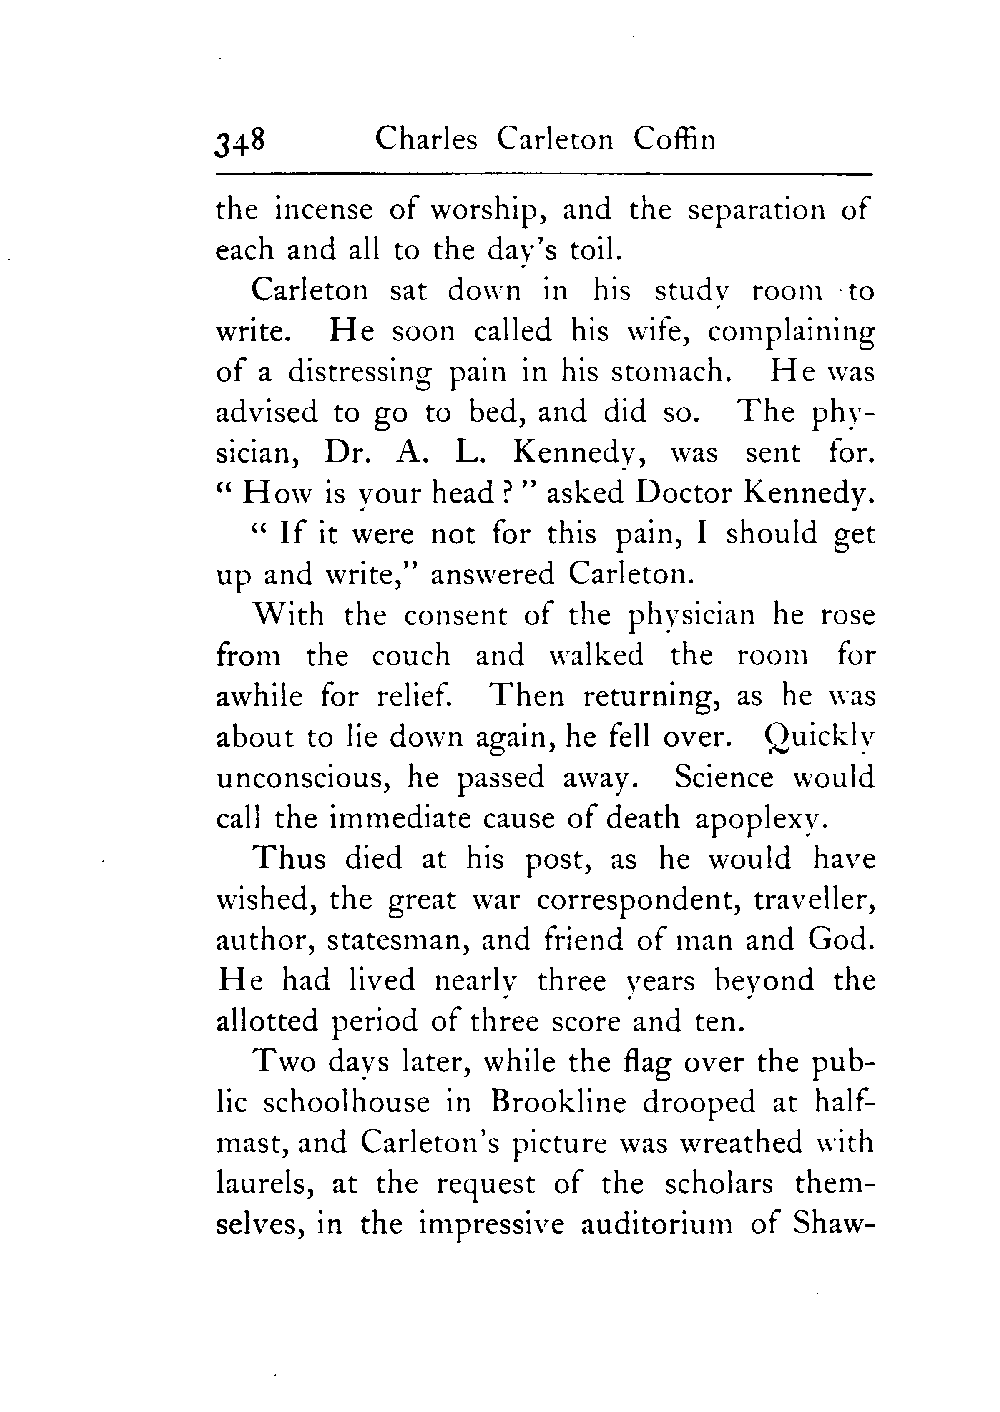 348 Charles Carleton Coffin
the incense of worship, and the separation of
each and all to the day's toil.
Carleton sat down in his study room to
write. He soon called his wife, complaining
of a distressing pain in his stomach. He was
advised to go to bed, and did so. The phy-
sician, Dr. A. L. Kennedy, was sent for.
“ How is your head ? ” asked Doctor Kennedy.
“ If it were not for this pain, I should get
up and write,” answered Carleton.
With the consent of the physician he rose
from the couch and walked the room for
awhile for relief. Then returning, as he was
about to lie down again, he fell over. Quickly
unconscious, he passed away. Science would
call the immediate cause of death apoplexy.
Thus died at his post, as he would have
wished, the great war correspondent, traveller,
author, statesman, and friend of man and God.
He had lived nearly three years beyond the
allotted period of three score and ten.
Two days later, while the flag over the pub-
lic schoolhouse in Brookline drooped at half-
mast, and Carleton's picture was wreathed with
laurels, at the request of the scholars them-
selves, in the impressive auditorium of Shaw-